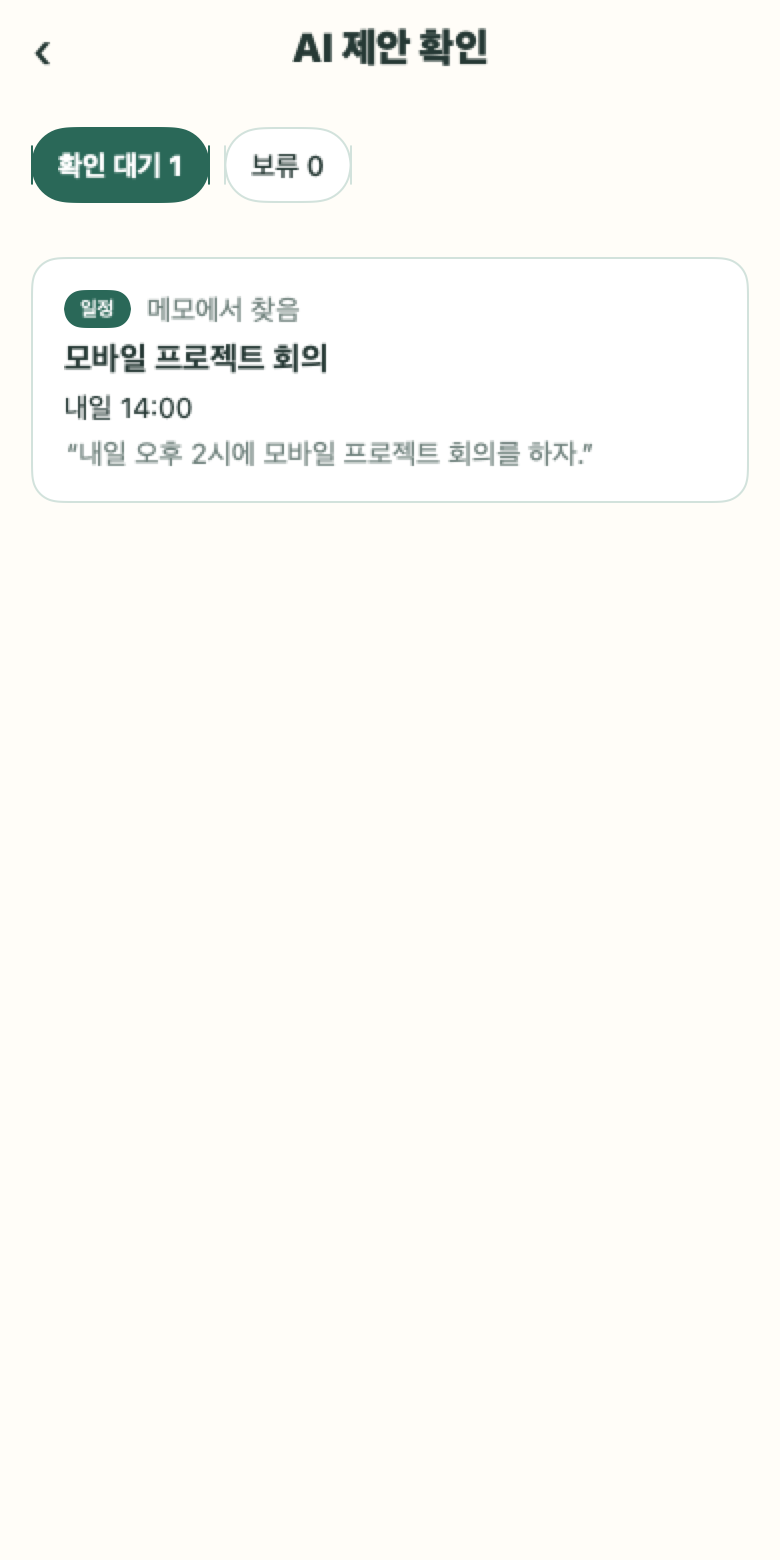 AI 제안 확인
확인 대기 1
보류 0
일정 메모에서 찾음
모바일 프로젝트 회의
내일 14:00
“내일 오후 2시에 모바일 프로젝트 회의를 하자.”